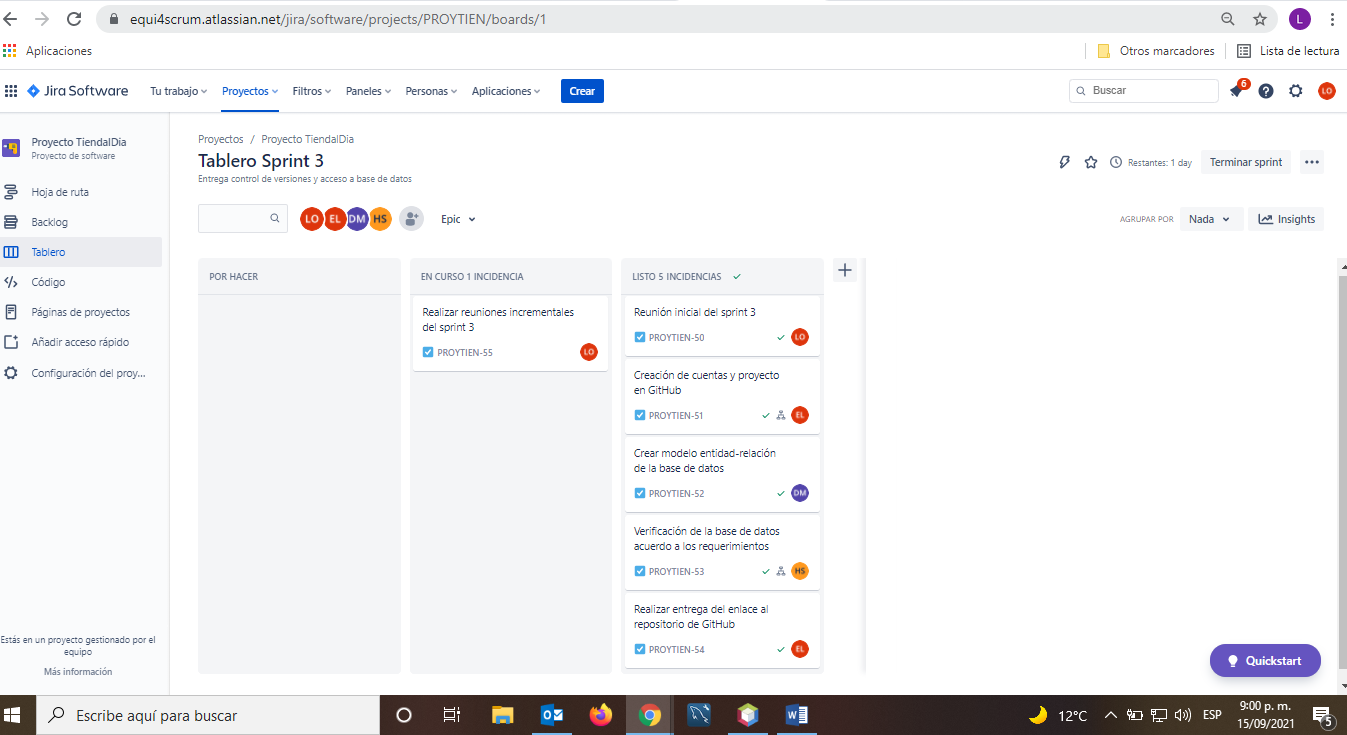 equi4scrum.atlassian.net/jira/software/projects/PROYTIEN/boards/1
L
Aplicaciones
Otros marcadores
Lista de lectura
Jira Software
Tu trabajo
Proyectos
Filtros
Paneles
Personas
Aplicaciones
Crear
Buscar
6
LO
Proyecto TiendalDía
Proyecto de software
Hoja de ruta
Backlog
Tablero
Código
Páginas de proyectos
Añadir acceso rápido
Configuración del proy...
Estás en un proyecto gestionado por el
equipo
Más información
Proyectos / Proyecto TiendalDía
Tablero Sprint 3
Entrega control de versiones y acceso a base de datos
Restantes: 1 day
Terminar sprint
LO EL DM HS
Epic
AGRUPAR POR
Nada
Insights
POR HACER
EN CURSO 1 INCIDENCIA
Realizar reuniones incrementales
del sprint 3
PROYTIEN-55
LO
LISTO 5 INCIDENCIAS
Reunión inicial del sprint 3
PROYTIEN-50
LO
Creación de cuentas y proyecto
en GitHub
PROYTIEN-51
EL
Crear modelo entidad-relación
de la base de datos
PROYTIEN-52
DM
Verificación de la base de datos
acuerdo a los requerimientos
PROYTIEN-53
HS
Realizar entrega del enlace al
repositorio de GitHub
PROYTIEN-54
EL
Quickstart
Escribe aquí para buscar
12°C
ESP
9:00 p. m.
15/09/2021
5